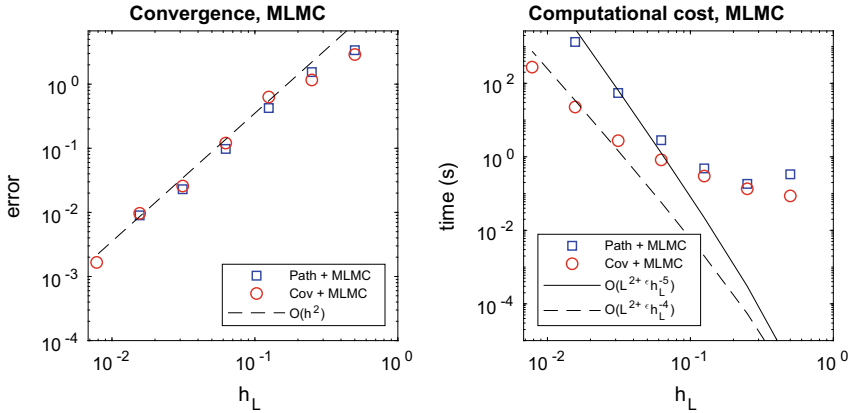 Convergence, MLMC
10^0
10^-1
10^-2
10^-3
10^-4
error
Path + MLMC
Cov + MLMC
O(h^2)
10^-2
10^-1
10^0
h_L
Computational cost, MLMC
10^2
10^0
10^-2
10^-4
time (s)
Path + MLMC
Cov + MLMC
O(L^{2+ε} h_L^{-5})
O(L^{2+ε} h_L^{-4})
10^-2
10^-1
10^0
h_L